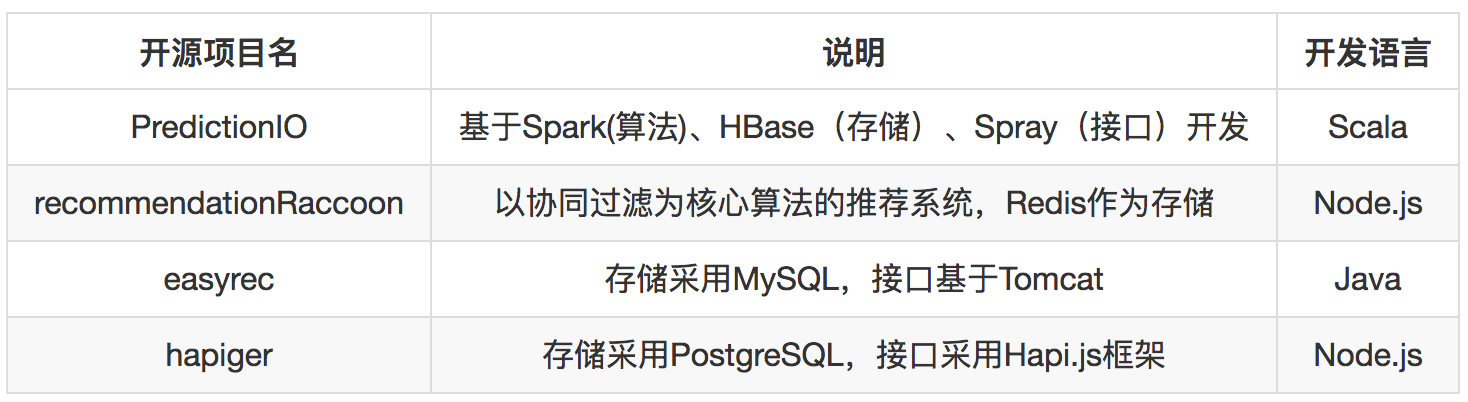 开源项目名 说明 开发语言
PredictionIO 基于Spark(算法)、HBase（存储）、Spray（接口）开发 Scala
recommendationRaccoon 以协同过滤为核心算法的推荐系统，Redis作为存储 Node.js
easyrec 存储采用MySQL，接口基于Tomcat Java
hapiger 存储采用PostgreSQL，接口采用Hapi.js框架 Node.js